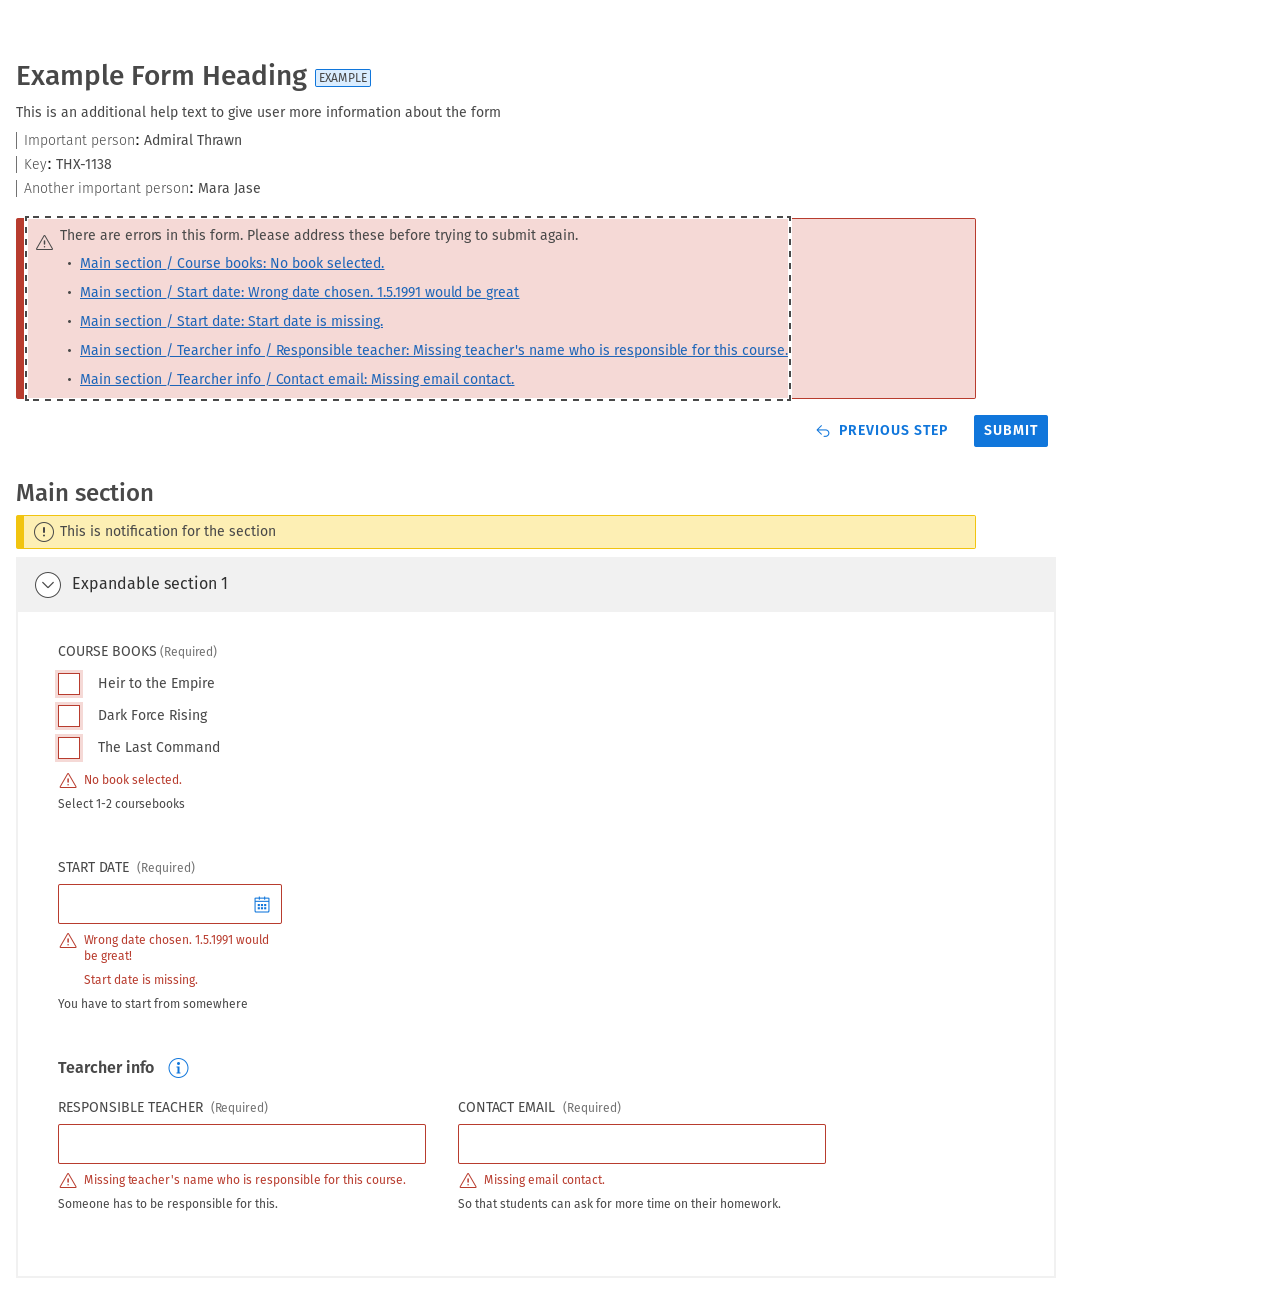 Example Form Heading EXAMPLE
This is an additional help text to give user more information about the form
Important person: Admiral Thrawn
Key: THX-1138
Another important person: Mara Jase
There are errors in this form. Please address these before trying to submit again.
• Main section / Course books: No book selected.
• Main section / Start date: Wrong date chosen. 1.5.1991 would be great
• Main section / Start date: Start date is missing.
• Main section / Tearcher info / Responsible teacher: Missing teacher's name who is responsible for this course.
• Main section / Tearcher info / Contact email: Missing email contact.
PREVIOUS STEP SUBMIT
Main section
This is notification for the section
Expandable section 1
COURSE BOOKS (Required)
Heir to the Empire
Dark Force Rising
The Last Command
No book selected.
Select 1-2 coursebooks
START DATE (Required)
Wrong date chosen. 1.5.1991 would
be great!
Start date is missing.
You have to start from somewhere
Tearcher info
RESPONSIBLE TEACHER (Required)
Missing teacher's name who is responsible for this course.
Someone has to be responsible for this.
CONTACT EMAIL (Required)
Missing email contact.
So that students can ask for more time on their homework.